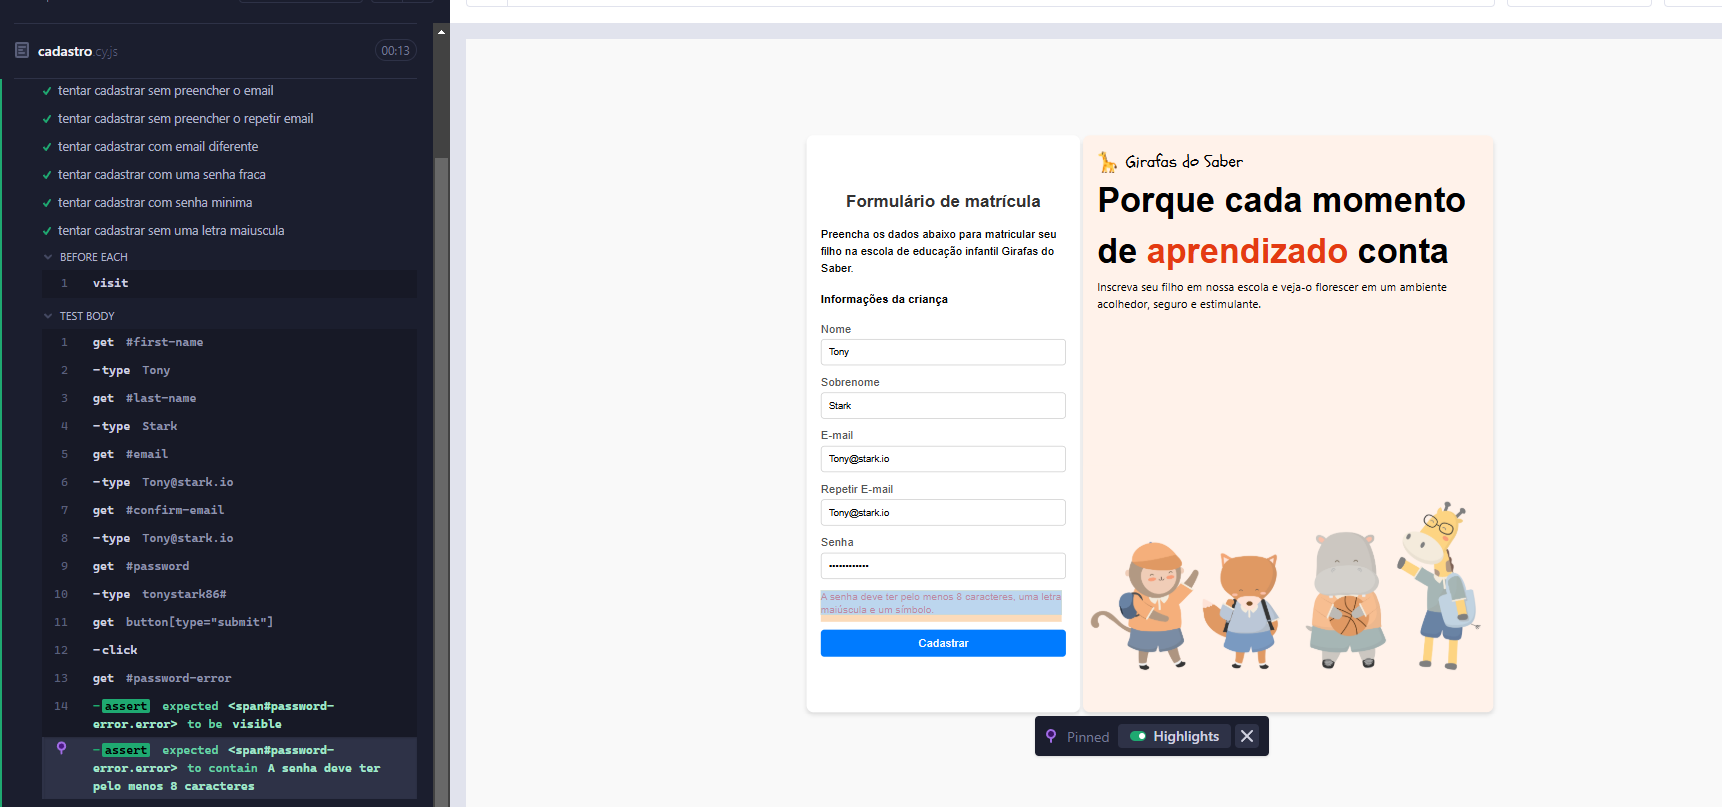 cadastro.cy.js
00:13
tentar cadastrar sem preencher o email
tentar cadastrar sem preencher o repetir email
tentar cadastrar com email diferente
tentar cadastrar com uma senha fraca
tentar cadastrar com senha minima
tentar cadastrar sem uma letra maiuscula
BEFORE EACH
1 visit
TEST BODY
1 get #first-name
2 -type Tony
3 get #last-name
4 -type Stark
5 get #email
6 -type Tony@stark.io
7 get #confirm-email
8 -type Tony@stark.io
9 get #password
10 -type tonystark86#
11 get button[type="submit"]
12 -click
13 get #password-error
14 -assert expected <span#password-
error.error> to be visible
-assert expected <span#password-
error.error> to contain A senha deve ter
pelo menos 8 caracteres
Formulário de matrícula
Preencha os dados abaixo para matricular seu
filho na escola de educação infantil Girafas do
Saber.
Informações da criança
Nome
Tony
Sobrenome
Stark
E-mail
Tony@stark.io
Repetir E-mail
Tony@stark.io
Senha
••••••••••••
A senha deve ter pelo menos 8 caracteres, uma letra
maiúscula e um símbolo.
Cadastrar
Girafas do Saber
Porque cada momento
de aprendizado conta
Inscreva seu filho em nossa escola e veja-o florescer em um ambiente
acolhedor, seguro e estimulante.
Pinned
Highlights